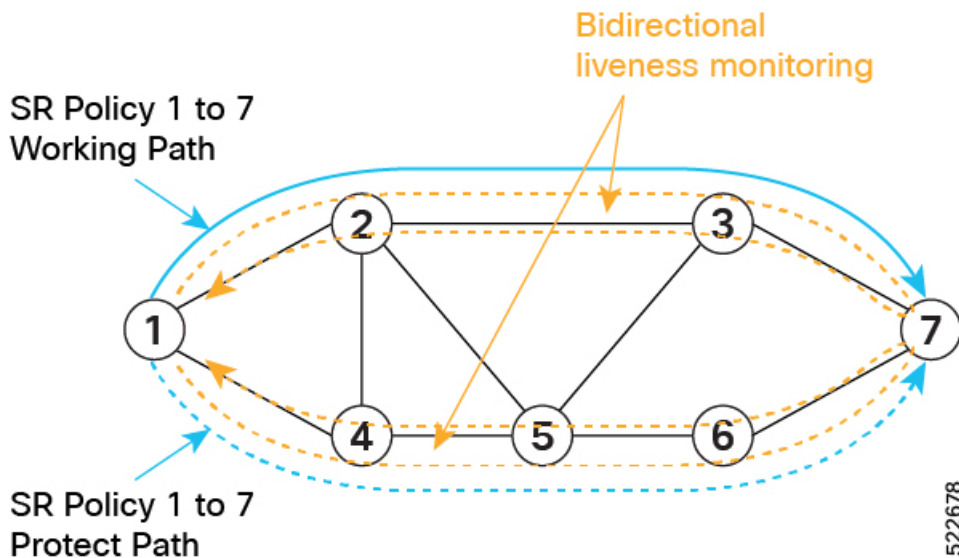 Bidirectional
liveness monitoring
SR Policy 1 to 7
Working Path
2
3
1
7
4
5
6
SR Policy 1 to 7
Protect Path
522678